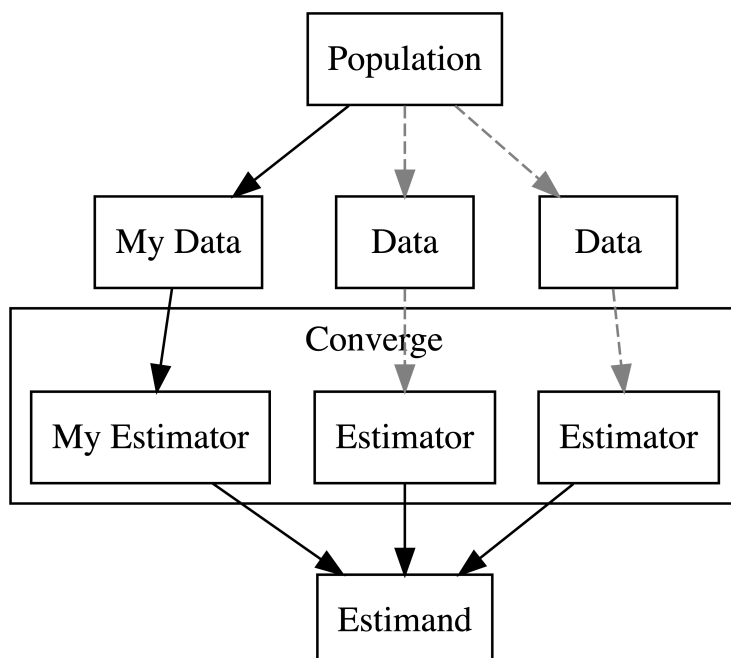 Population
My Data
Data
Data
Converge
My Estimator
Estimator
Estimator
Estimand